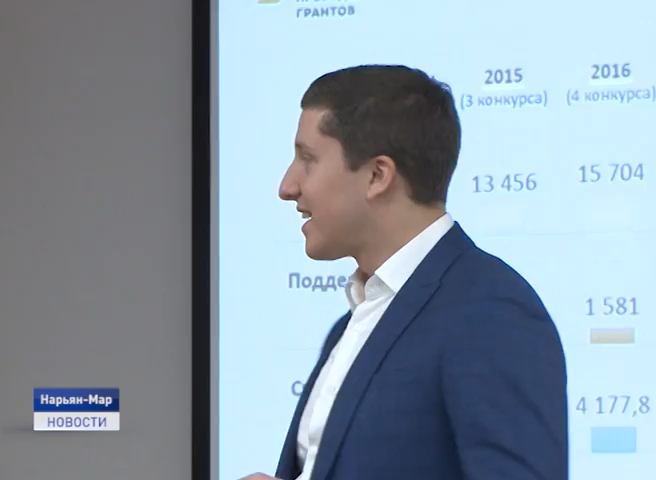 ГРАНТОВ
2015
2016
(3 конкурса)
(4 конкурса)
13 456
15 704
Подде
1 581
4 177,8
Нарьян-Мар
НОВОСТИ